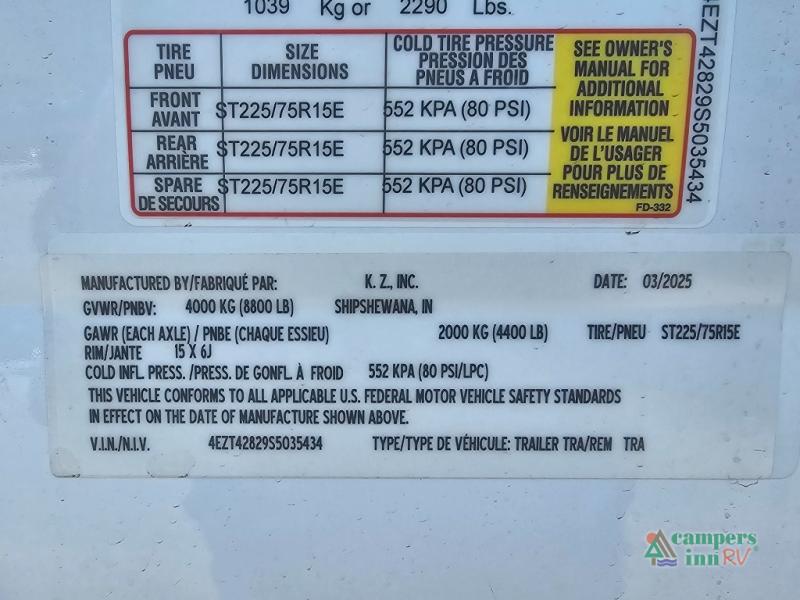 1039 Kg or 2290 Lbs.
TIRE PNEU SIZE DIMENSIONS COLD TIRE PRESSURE PRESSION DES PNEUS A FROID
FRONT AVANT ST225/75R15E 552 KPA (80 PSI)
REAR ARRIÈRE ST225/75R15E 552 KPA (80 PSI)
SPARE DE SECOURS ST225/75R15E 552 KPA (80 PSI)
SEE OWNER'S
MANUAL FOR
ADDITIONAL
INFORMATION
VOIR LE MANUEL
DE L'USAGER
POUR PLUS DE
RENSEIGNEMENTS
FD-332
4EZT42829S5035434
MANUFACTURED BY/FABRIQUÉ PAR: K. Z., INC. DATE: 03/2025
GVWR/PNBV: 4000 KG (8800 LB) SHIPSHEWANA, IN
GAWR (EACH AXLE) / PNBE (CHAQUE ESSIEU) 2000 KG (4400 LB) TIRE/PNEU ST225/75R15E
RIM/JANTE 15 X 6J
COLD INFL. PRESS. /PRESS. DE GONFL. À FROID 552 KPA (80 PSI/LPC)
THIS VEHICLE CONFORMS TO ALL APPLICABLE U.S. FEDERAL MOTOR VEHICLE SAFETY STANDARDS
IN EFFECT ON THE DATE OF MANUFACTURE SHOWN ABOVE.
V.I.N./N.I.V. 4EZT42829S5035434 TYPE/TYPE DE VÉHICULE: TRAILER TRA/REM TRA
campers
inn RV